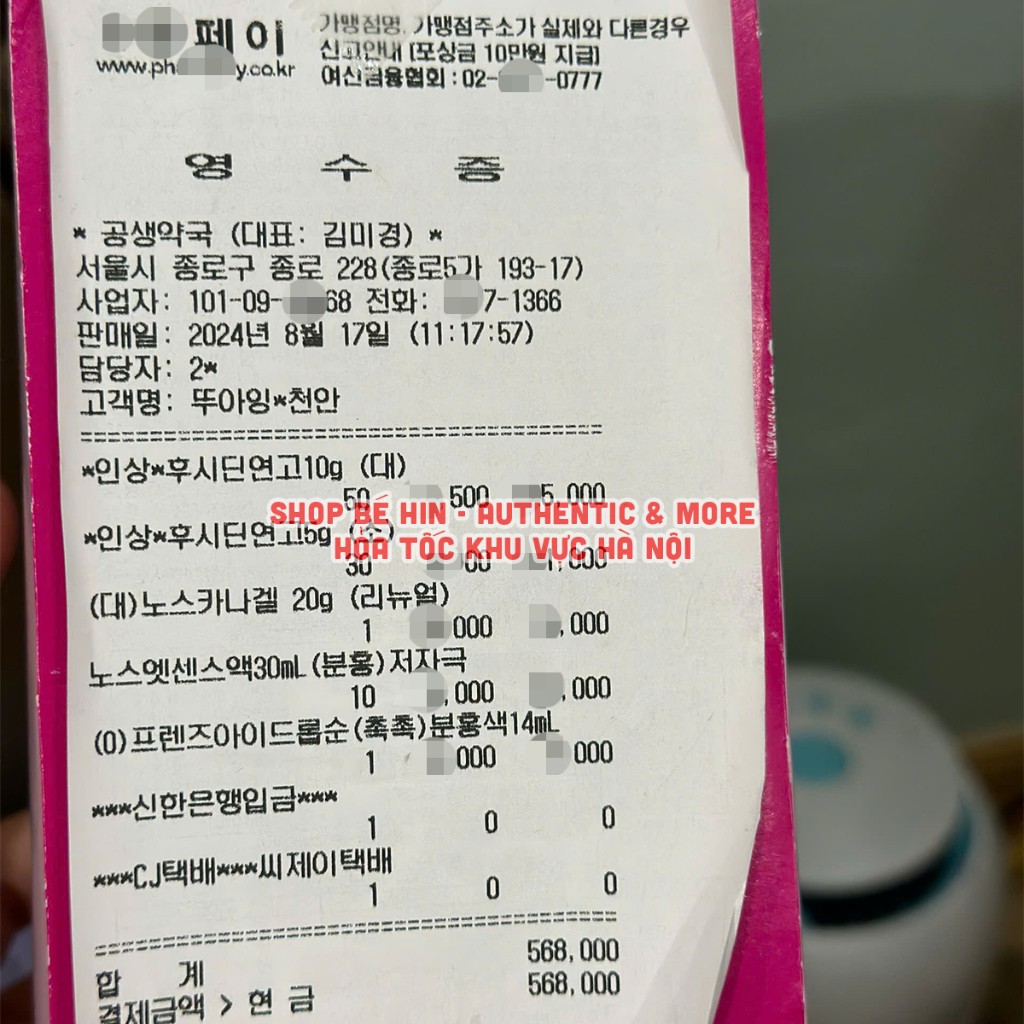 페이
www.ph y.co.kr
가맹점명, 가맹점주소가 실제와 다른경우
신고안내 (포상금 10만원 지급)
여신금융협회 : 02- -0777
영 수 증
* 공생약국 (대표: 김미경) *
서울시 종로구 종로 228(종로5가 193-17)
사업자: 101-09- 68 전화: 7-1366
판매일: 2024년 8월 17일 (11:17:57)
담당자: 2*
고객명: 뚜아잉*천안
*인상*후시딘연고10g (대)
50 500 5,000
SHOP BÉ HIN - AUTHENTIC & MORE
*인상*후시딘연고5g (소)
HỎA TỐC KHU VỰC HÀ NỘI
30 00 1,000
(대)노스카나겔 20g (리뉴얼)
1 000 ,000
노스엣센스액30mL(분홍)저자극
10 ,000 ,000
(0)프렌즈아이드롭순(촉촉)분홍색14mL
1 000 000
***신한은행입금***
1 0 0
***CJ택배***씨제이택배
1 0 0
합 계 568,000
결제금액 > 현 금 568,000